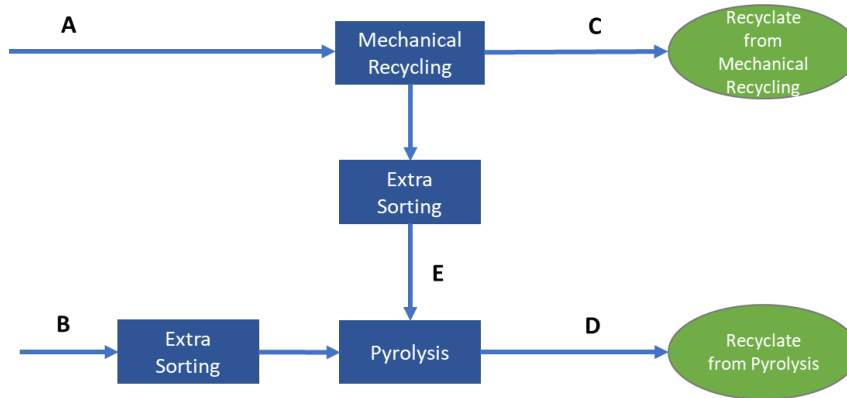 A
Mechanical
Recycling
C
Recyclate
from
Mechanical
Recycling
Extra
Sorting
E
B
Extra
Sorting
Pyrolysis
D
Recyclate
from Pyrolysis